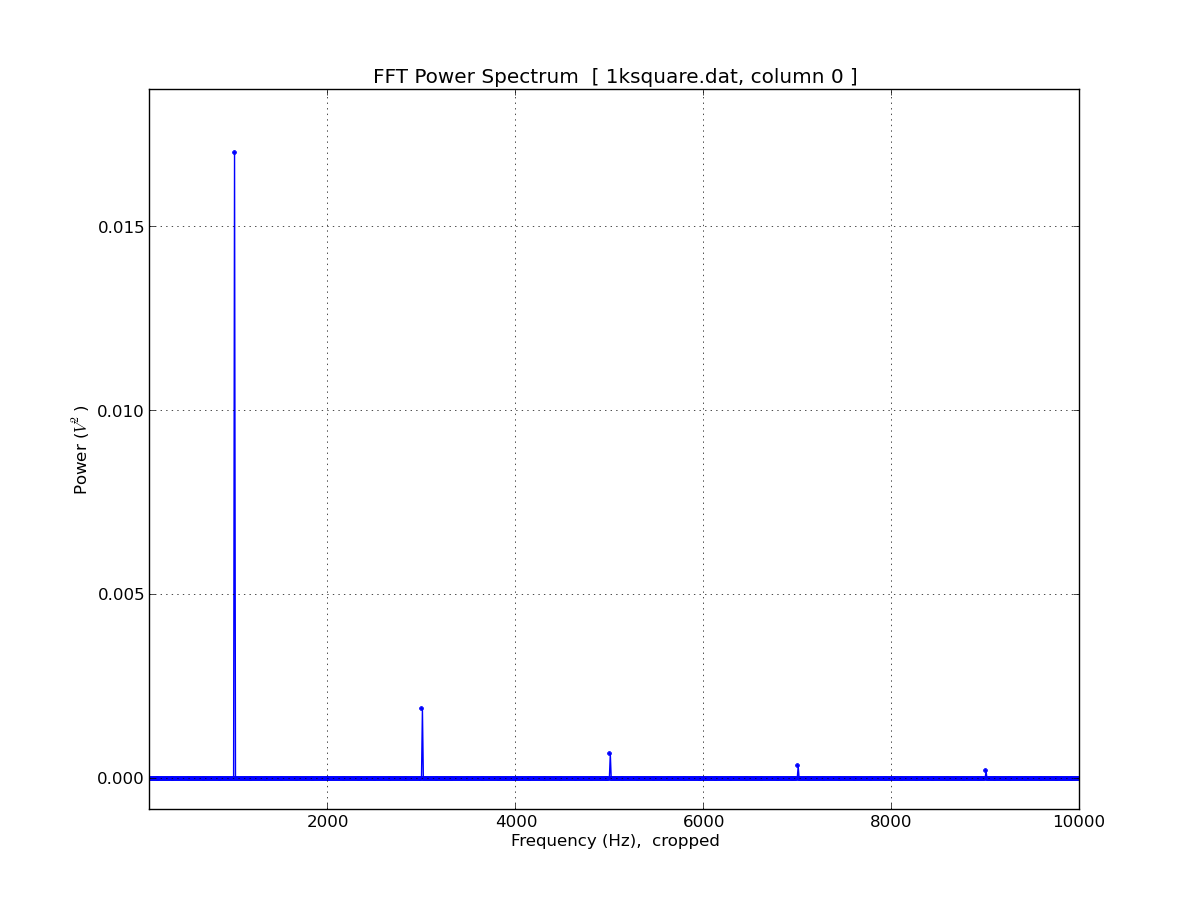 FFT Power Spectrum [ 1ksquare.dat, column 0 ]
0.015
0.010
0.005
0.000
Power (V²)
2000 4000 6000 8000 10000
Frequency (Hz), cropped